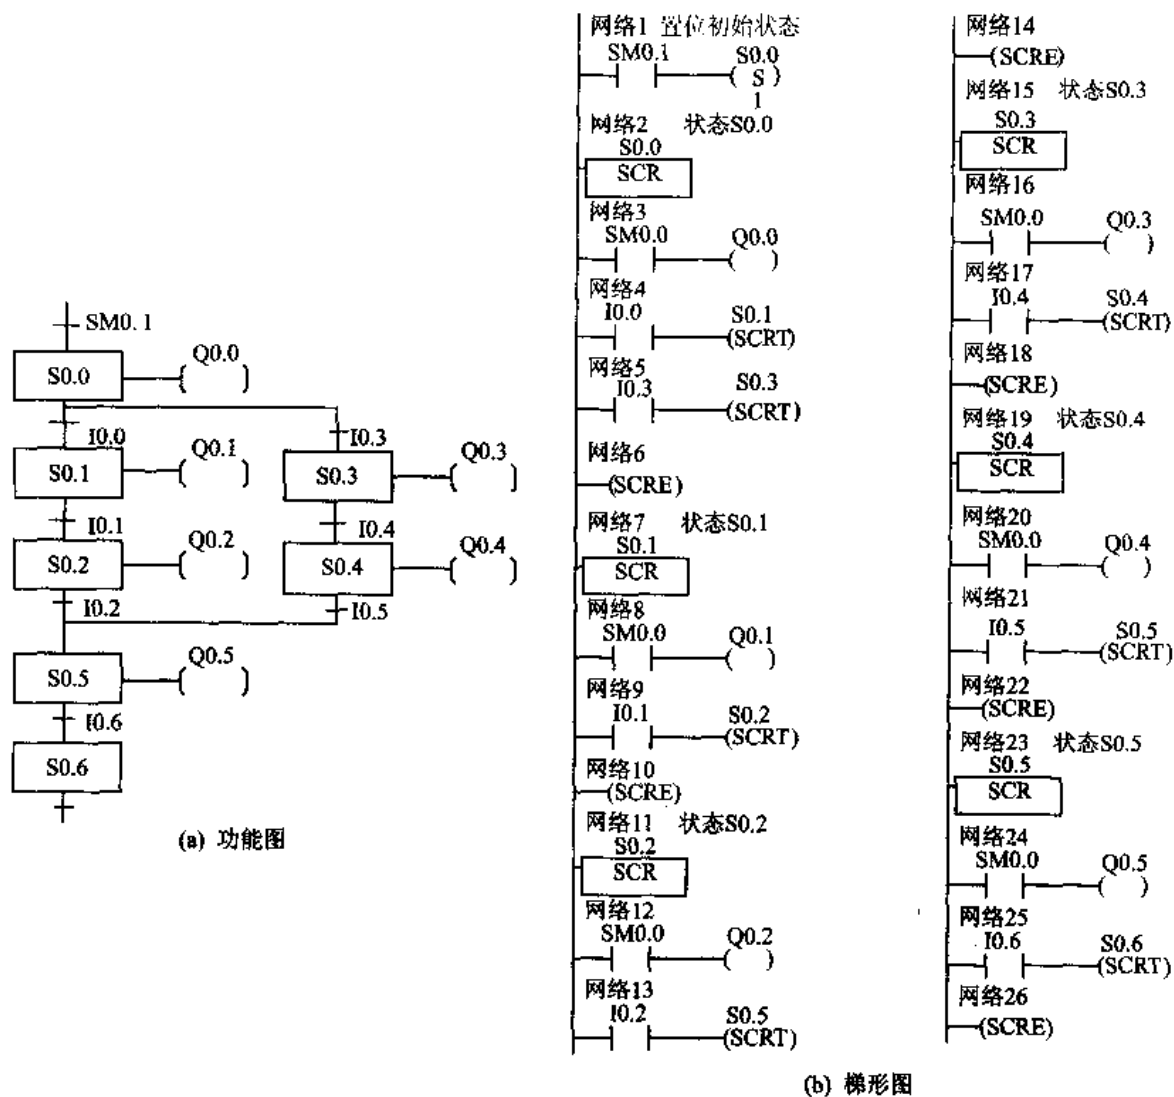 SM0.1
S0.0
Q0.0
I0.0
I0.3
S0.1
Q0.1
S0.3
Q0.3
I0.1
I0.4
S0.2
Q0.2
S0.4
Q0.4
I0.2
I0.5
S0.5
Q0.5
I0.6
S0.6
(a) 功能图
网络1 置位初始状态
SM0.1 S0.0
S
1
网络2 状态S0.0
S0.0
SCR
网络3
SM0.0 Q0.0
网络4
I0.0 S0.1
(SCRT)
网络5
I0.3 S0.3
(SCRT)
网络6
(SCRE)
网络7 状态S0.1
S0.1
SCR
网络8
SM0.0 Q0.1
网络9
I0.1 S0.2
(SCRT)
网络10
(SCRE)
网络11 状态S0.2
S0.2
SCR
网络12
SM0.0 Q0.2
网络13
I0.2 S0.5
(SCRT)
网络14
(SCRE)
网络15 状态S0.3
S0.3
SCR
网络16
SM0.0 Q0.3
网络17
I0.4 S0.4
(SCRT)
网络18
(SCRE)
网络19 状态S0.4
S0.4
SCR
网络20
SM0.0 Q0.4
网络21
I0.5 S0.5
(SCRT)
网络22
(SCRE)
网络23 状态S0.5
S0.5
SCR
网络24
SM0.0 Q0.5
网络25
I0.6 S0.6
(SCRT)
网络26
(SCRE)
(b) 梯形图